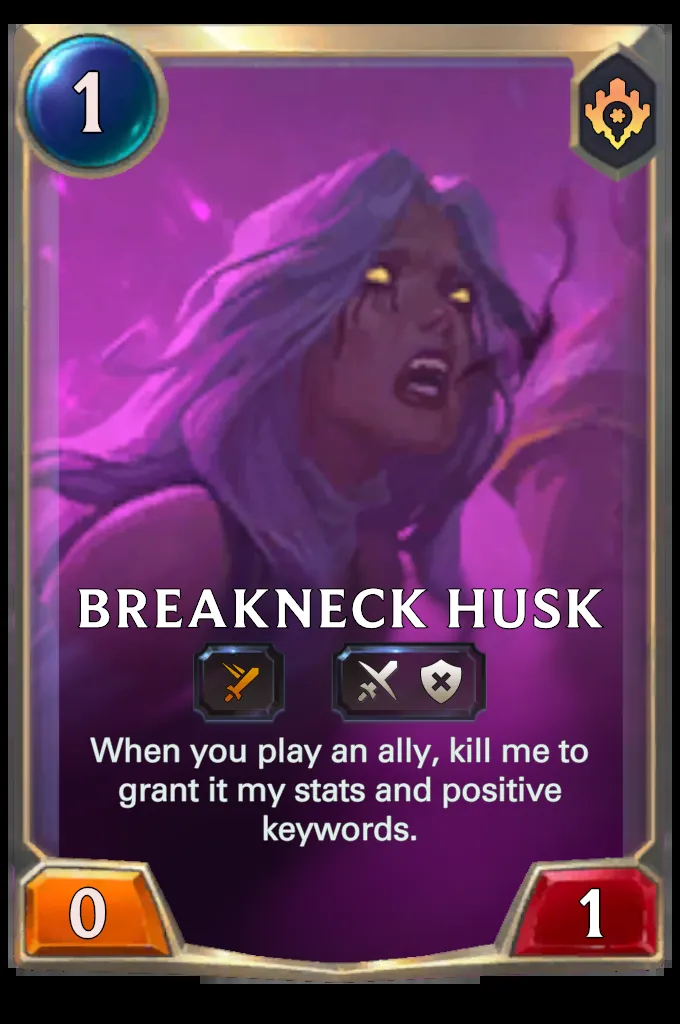 1
BREAKNECK HUSK
When you play an ally, kill me to
grant it my stats and positive
keywords.
0
1